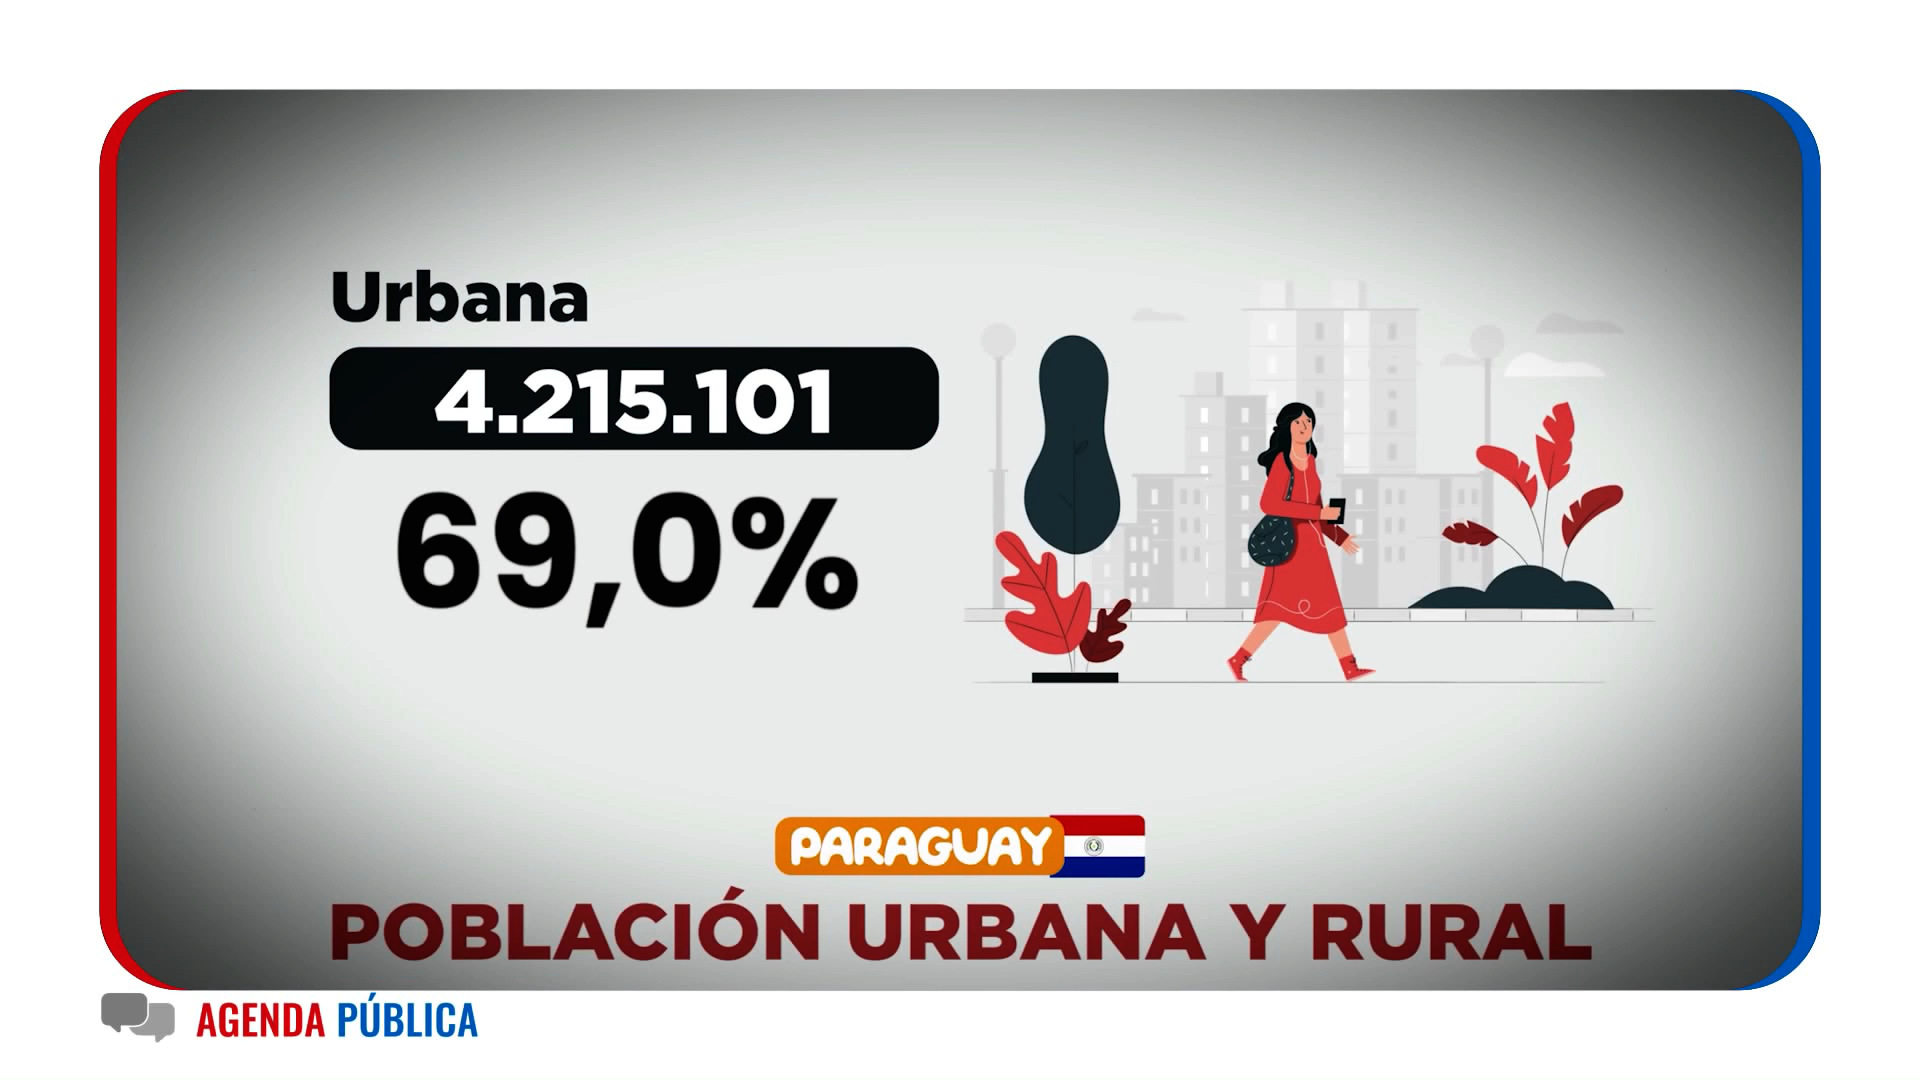 Urbana
4.215.101
69,0%
PARAGUAY
POBLACIÓN URBANA Y RURAL
AGENDA PÚBLICA